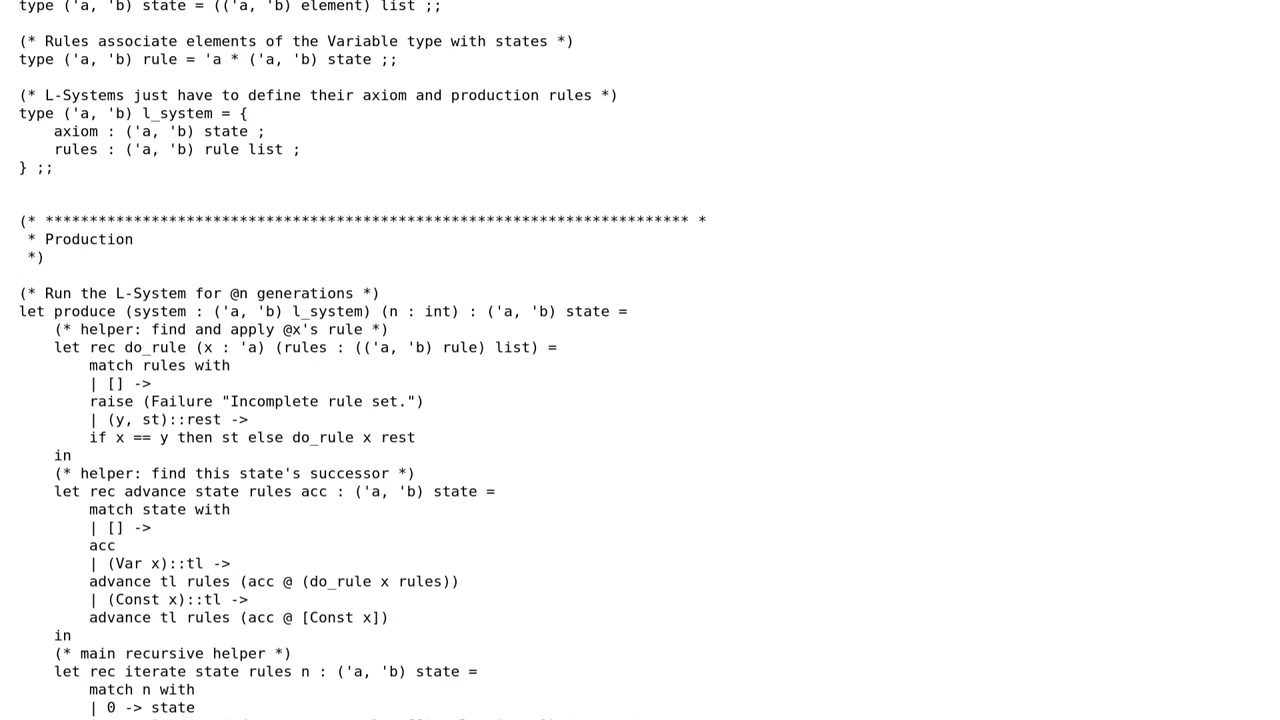 type ('a, 'b) state = (('a, 'b) element) list ;;
(* Rules associate elements of the Variable type with states *)
type ('a, 'b) rule = 'a * ('a, 'b) state ;;
(* L-Systems just have to define their axiom and production rules *)
type ('a, 'b) l_system = {
    axiom : ('a, 'b) state ;
    rules : ('a, 'b) rule list ;
} ;;
(* ************************************************************************* *
 * Production
 *)
(* Run the L-System for @n generations *)
let produce (system : ('a, 'b) l_system) (n : int) : ('a, 'b) state =
    (* helper: find and apply @x's rule *)
    let rec do_rule (x : 'a) (rules : (('a, 'b) rule) list) =
        match rules with
        | [] ->
        raise (Failure "Incomplete rule set.")
        | (y, st)::rest ->
        if x == y then st else do_rule x rest
    in
    (* helper: find this state's successor *)
    let rec advance state rules acc : ('a, 'b) state =
        match state with
        | [] ->
        acc
        | (Var x)::tl ->
        advance tl rules (acc @ (do_rule x rules))
        | (Const x)::tl ->
        advance tl rules (acc @ [Const x])
    in
    (* main recursive helper *)
    let rec iterate state rules n : ('a, 'b) state =
        match n with
        | 0 -> state